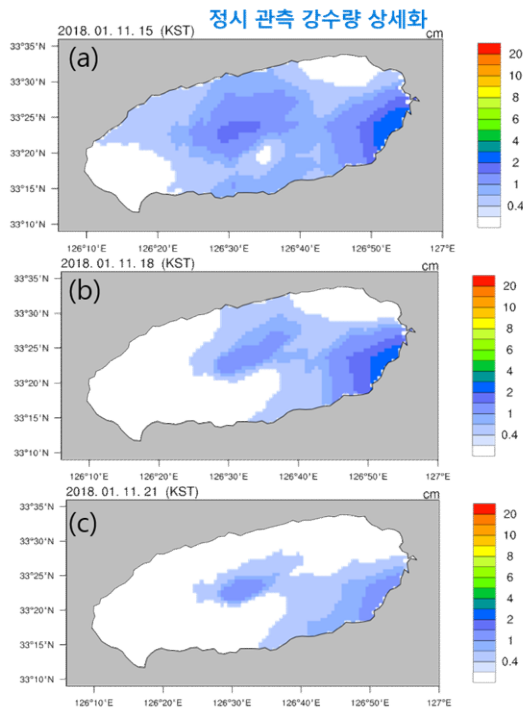 정시 관측 강수량 상세화
2018. 01. 11. 15 (KST)
cm
(a)
33°35'N
33°30'N
33°25'N
33°20'N
33°15'N
33°10'N
126°10'E 126°20'E 126°30'E 126°40'E 126°50'E 127°E
20
10
8
6
4
2
1
0.4
2018. 01. 11. 18 (KST)
cm
(b)
33°35'N
33°30'N
33°25'N
33°20'N
33°15'N
33°10'N
126°10'E 126°20'E 126°30'E 126°40'E 126°50'E 127°E
20
10
8
6
4
2
1
0.4
2018. 01. 11. 21 (KST)
cm
(c)
33°35'N
33°30'N
33°25'N
33°20'N
33°15'N
33°10'N
126°10'E 126°20'E 126°30'E 126°40'E 126°50'E 127°E
20
10
8
6
4
2
1
0.4